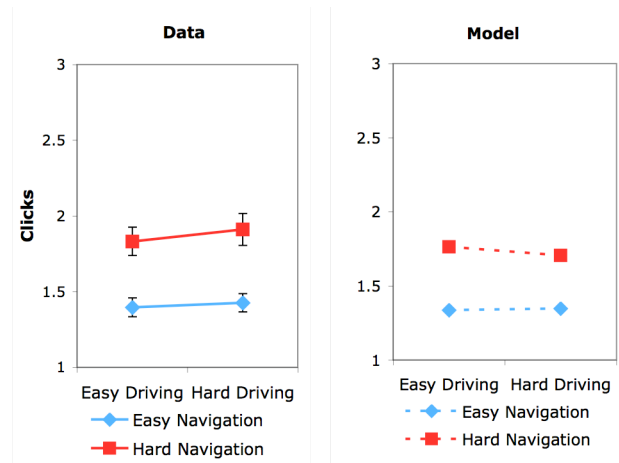 Data
3
2.5
2
1.5
1
Clicks
Easy Driving Hard Driving
Easy Navigation
Hard Navigation
Model
3
2.5
2
1.5
1
Easy Driving Hard Driving
Easy Navigation
Hard Navigation